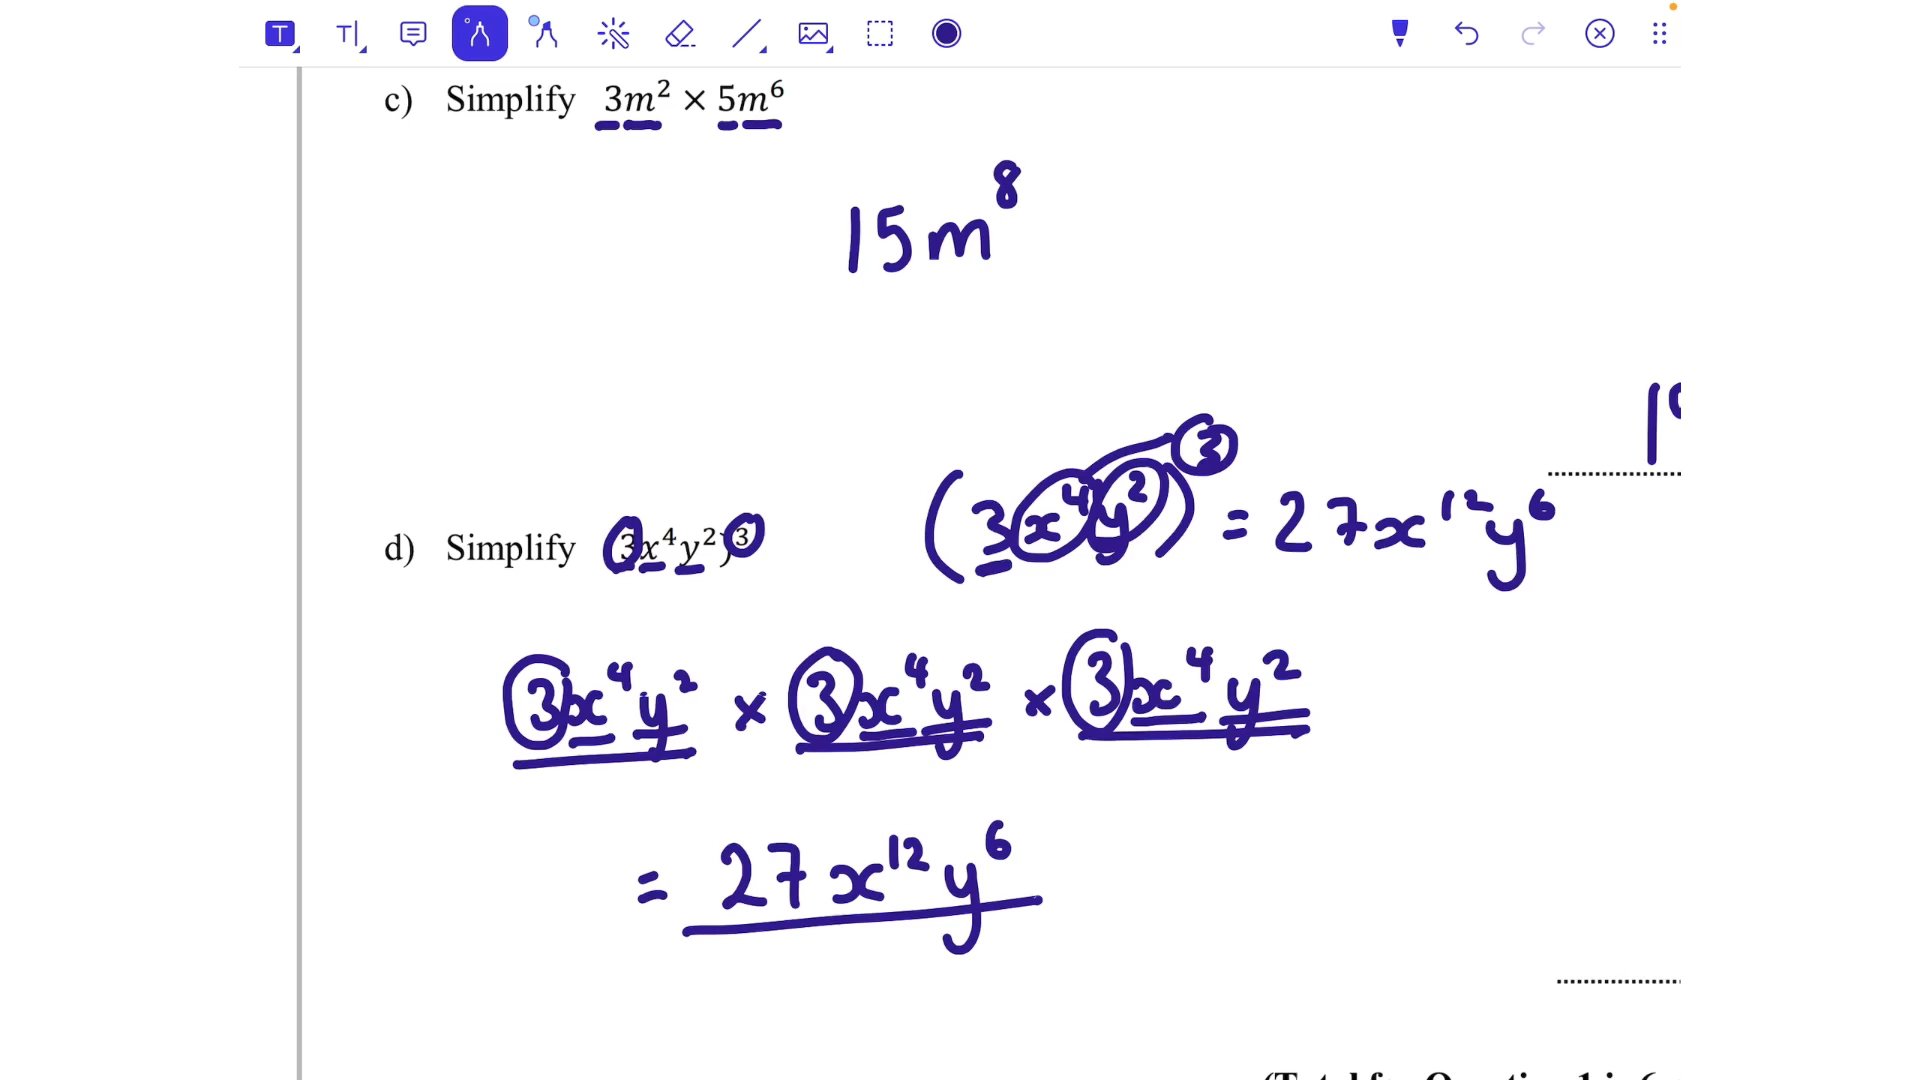 T T|
c) Simplify 3m² × 5m⁶
15m⁸
(3x⁴y²)³ = 27x¹²y⁶
d) Simplify (3x⁴y²)³
3x⁴y² × 3x⁴y² × 3x⁴y²
= 27x¹²y⁶